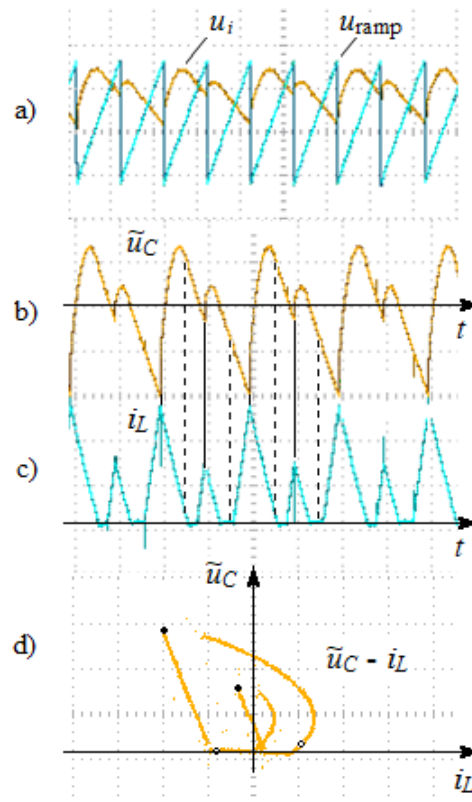 u_i u_ramp
a)
ũ_C
b)
t
i_L
c)
t
ũ_C
d)
ũ_C - i_L
i_L